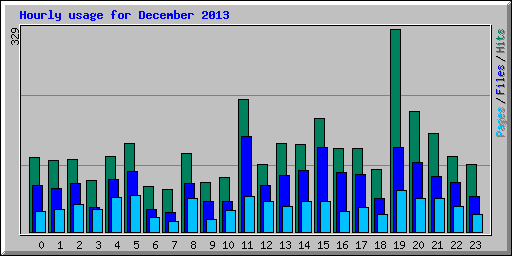 Hourly usage for December 2013
329
Pages/Files/Hits
0 1 2 3 4 5 6 7 8 9 10 11 12 13 14 15 16 17 18 19 20 21 22 23